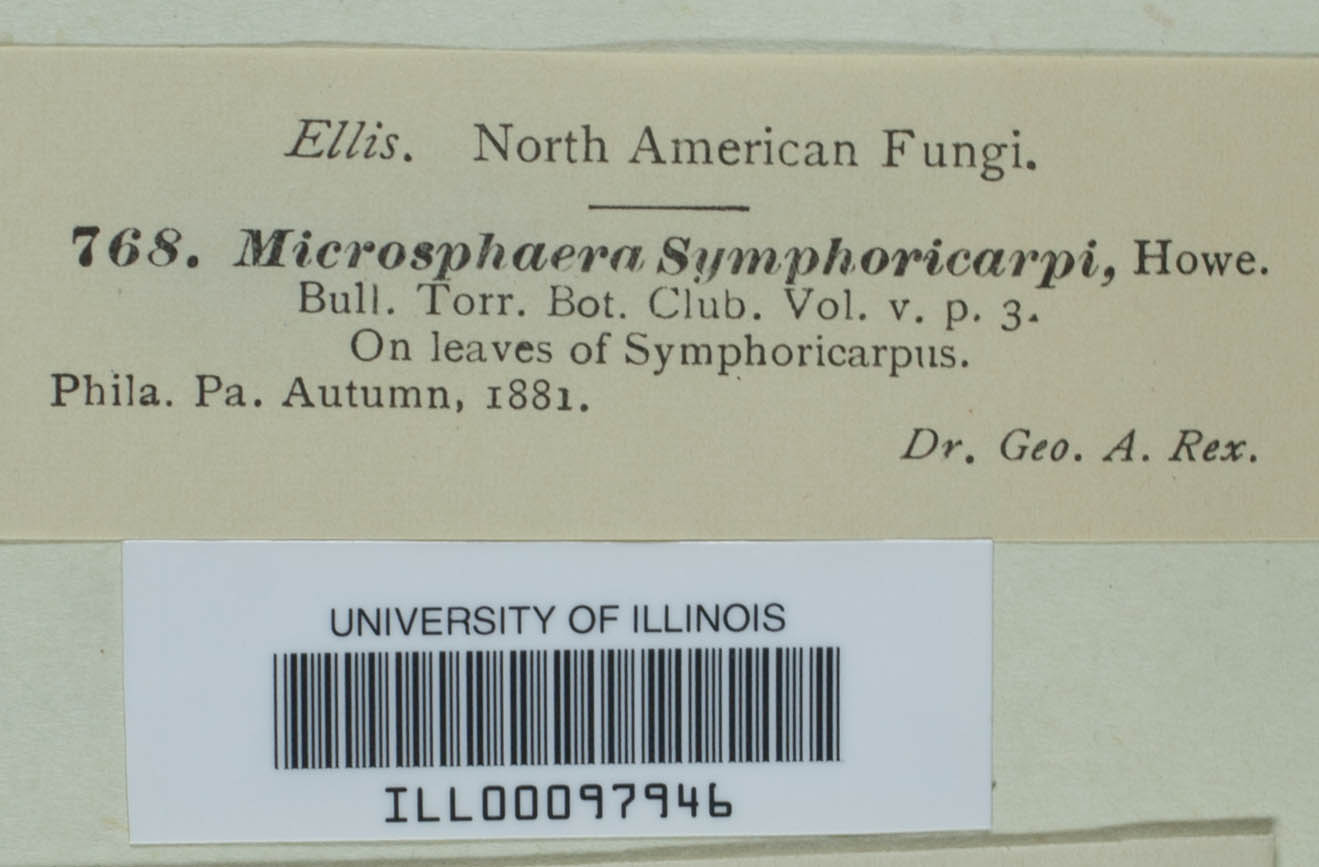 Ellis. North American Fungi.
768. Microsphaera Symphoricarpi, Howe.
Bull. Torr. Bot. Club. Vol. v. p. 3.
On leaves of Symphoricarpus.
Phila. Pa. Autumn, 1881.
Dr. Geo. A. Rex.
UNIVERSITY OF ILLINOIS
ILL00097946